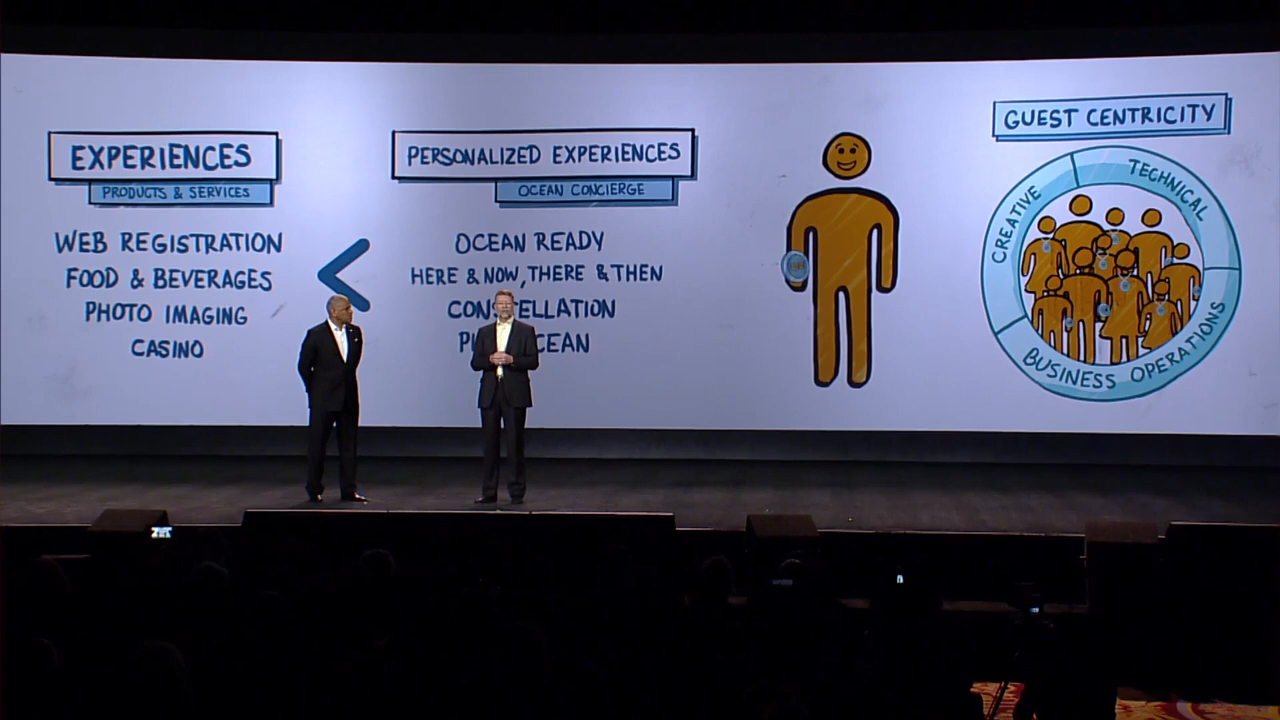 EXPERIENCES
PRODUCTS & SERVICES
WEB REGISTRATION
FOOD & BEVERAGES
PHOTO IMAGING
CASINO
PERSONALIZED EXPERIENCES
OCEAN CONCIERGE
OCEAN READY
HERE & NOW, THERE & THEN
GUEST CENTRICITY
CREATIVE
TECHNICAL
BUSINESS OPERATIONS